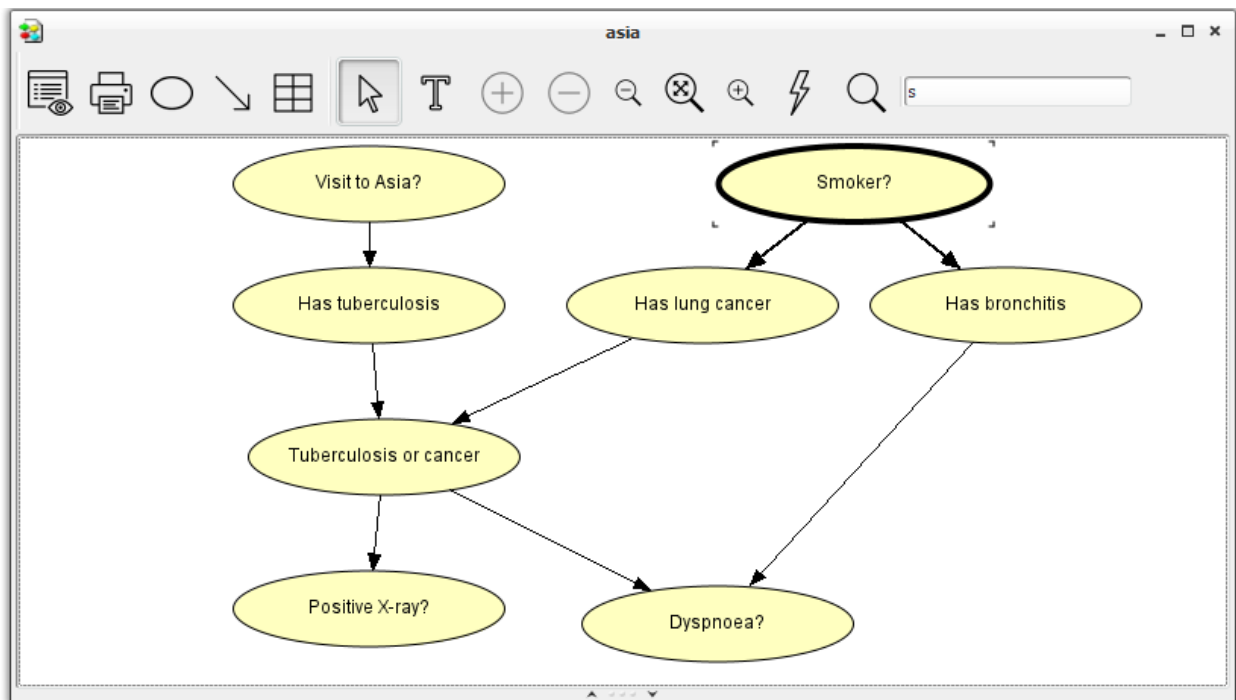 asia
T
s
Visit to Asia?
Smoker?
Has tuberculosis
Has lung cancer
Has bronchitis
Tuberculosis or cancer
Positive X-ray?
Dyspnoea?